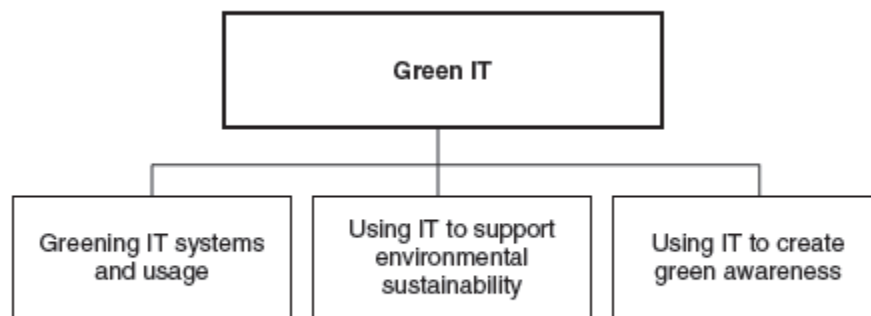 Green IT
Greening IT systems
and usage
Using IT to support
environmental
sustainability
Using IT to create
green awareness